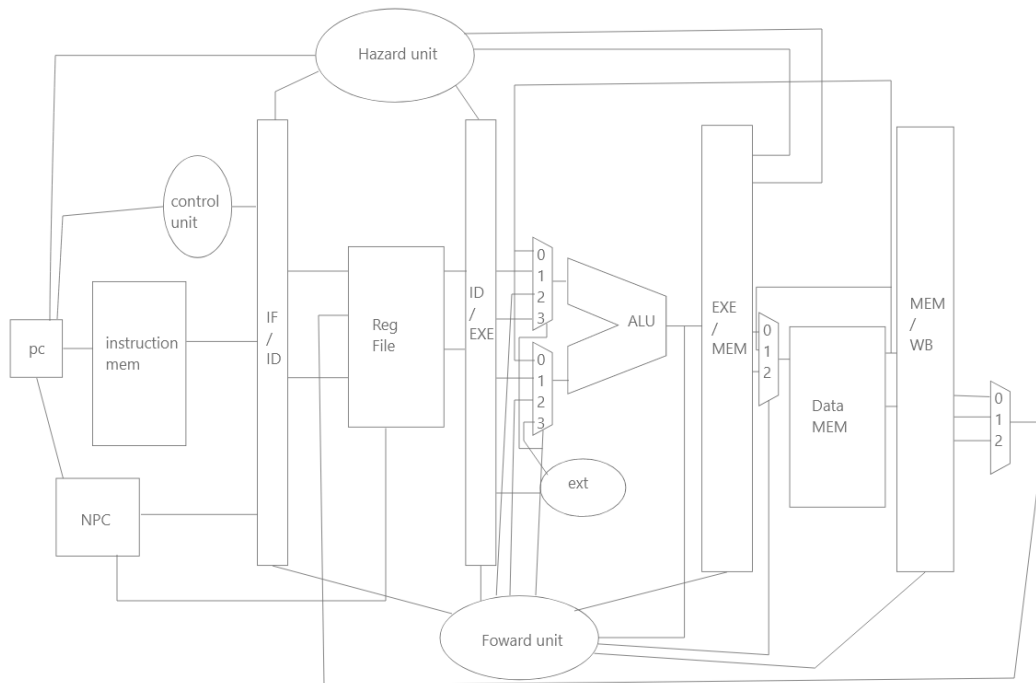 Hazard unit
control
unit
pc
instruction
mem
NPC
IF
/
ID
Reg
File
ID
/
EXE
0
1
2
3
0
1
2
3
ALU
ext
Foward unit
EXE
/
MEM
0
1
2
Data
MEM
MEM
/
WB
0
1
2